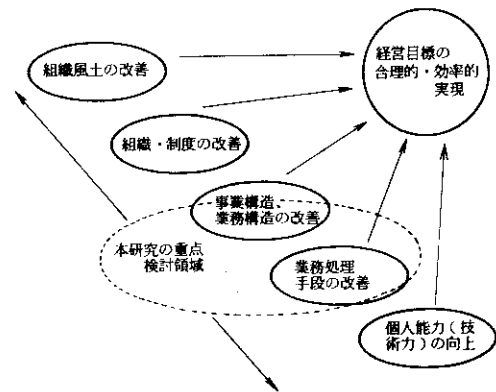 経営目標の
合理的・効率的
実現
組織風土の改善
組織・制度の改善
事業構造、
業務構造の改善
本研究の重点
検討領域
業務処理
手段の改善
個人能力（技
術力）の向上